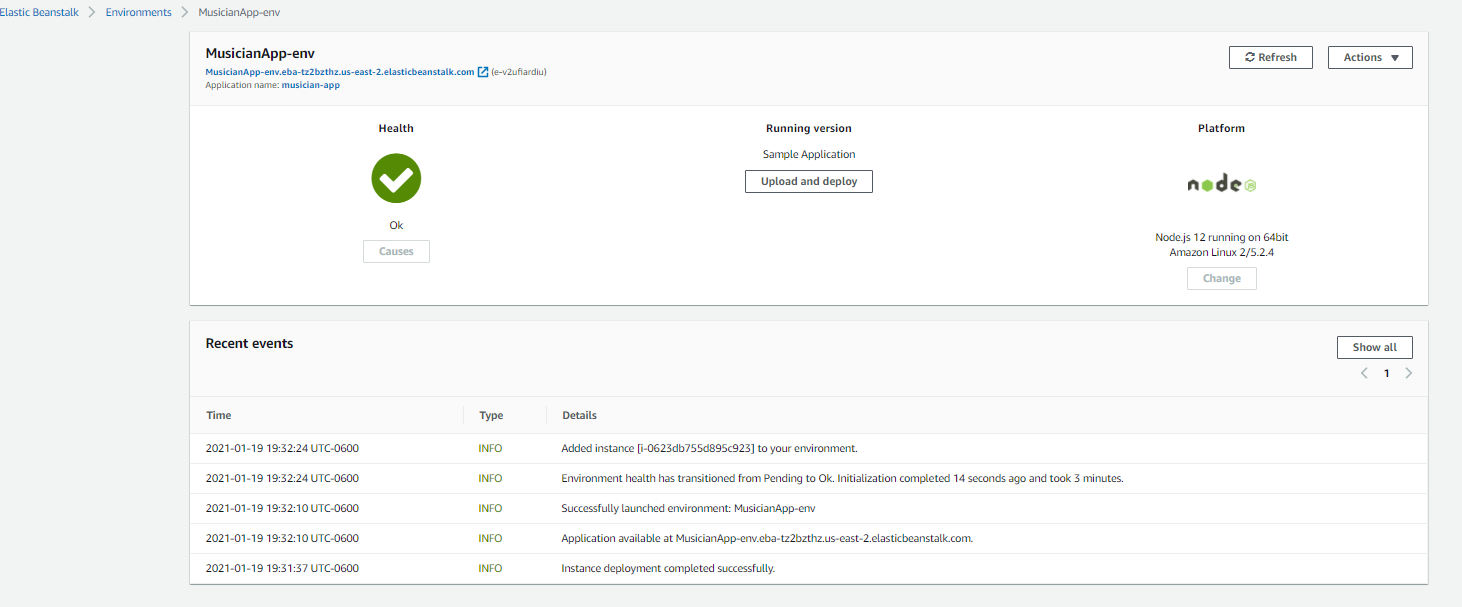 Elastic Beanstalk > Environments > MusicianApp-env
MusicianApp-env
MusicianApp-env.eba-tz2bzthz.us-east-2.elasticbeanstalk.com (e-v2ufiardiu)
Application name: musician-app
Refresh
Actions
Health
Ok
Causes
Running version
Sample Application
Upload and deploy
Platform
node JS
Node.js 12 running on 64bit
Amazon Linux 2/5.2.4
Change
Recent events
Show all
1
Time Type Details
2021-01-19 19:32:24 UTC-0600 INFO Added instance [i-0623db755d895c923] to your environment.
2021-01-19 19:32:24 UTC-0600 INFO Environment health has transitioned from Pending to Ok. Initialization completed 14 seconds ago and took 3 minutes.
2021-01-19 19:32:10 UTC-0600 INFO Successfully launched environment: MusicianApp-env
2021-01-19 19:32:10 UTC-0600 INFO Application available at MusicianApp-env.eba-tz2bzthz.us-east-2.elasticbeanstalk.com.
2021-01-19 19:31:37 UTC-0600 INFO Instance deployment completed successfully.